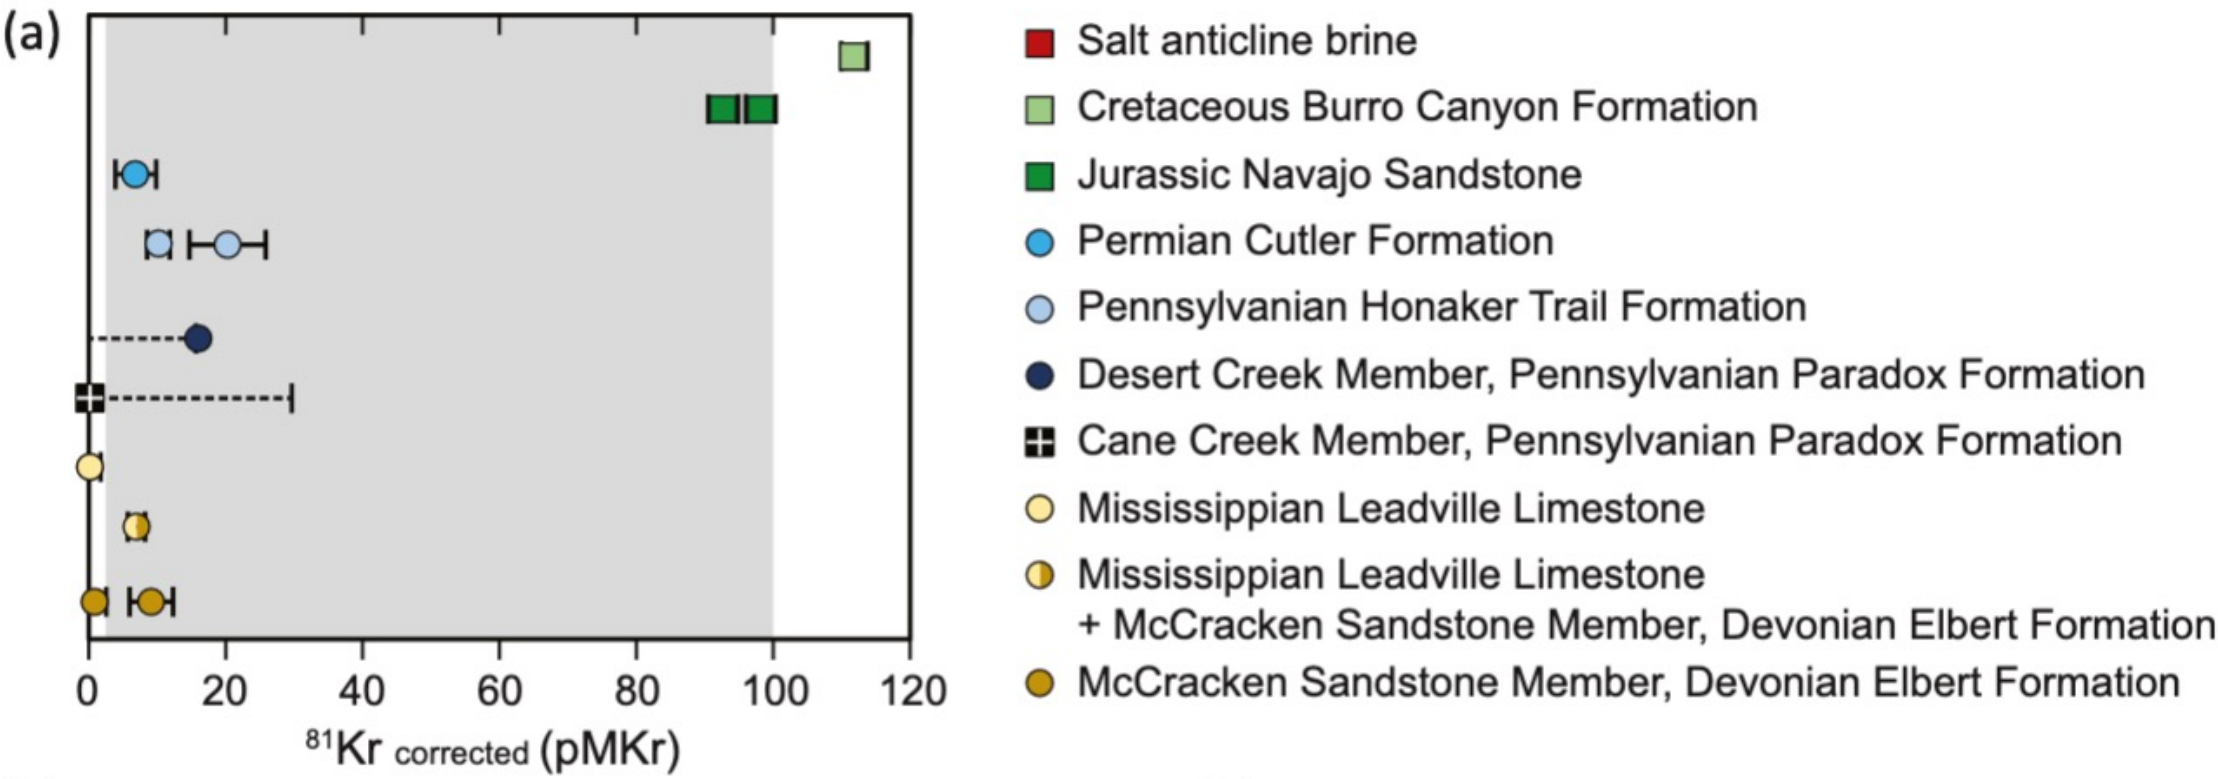 (a)
0 20 40 60 80 100 120
⁸¹Kr corrected (pMKr)
Salt anticline brine
Cretaceous Burro Canyon Formation
Jurassic Navajo Sandstone
Permian Cutler Formation
Pennsylvanian Honaker Trail Formation
Desert Creek Member, Pennsylvanian Paradox Formation
Cane Creek Member, Pennsylvanian Paradox Formation
Mississippian Leadville Limestone
Mississippian Leadville Limestone
+ McCracken Sandstone Member, Devonian Elbert Formation
McCracken Sandstone Member, Devonian Elbert Formation